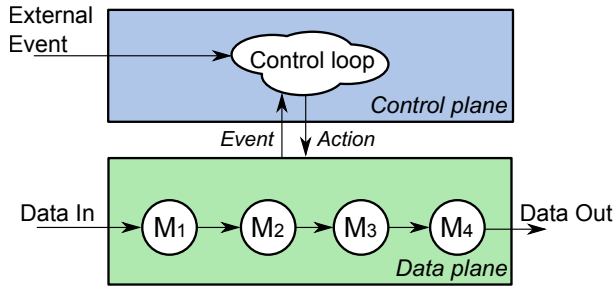 External
Event
Control loop
Control plane
Event
Action
Data In
M1
M2
M3
M4
Data Out
Data plane